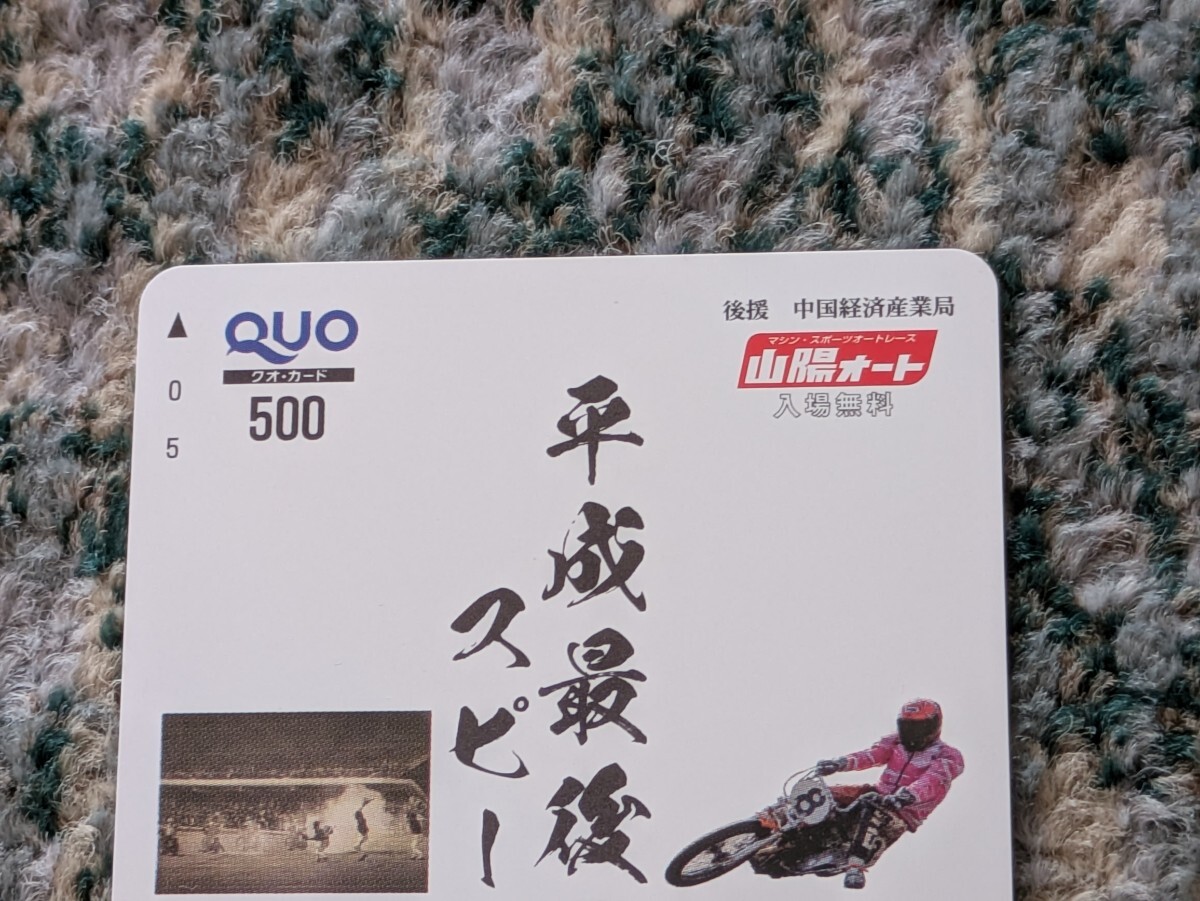 QUO
クオ・カード
500
0
5
後援 中国経済産業局
マシン・スポーツオートレース
山陽オート
入場無料
平成最後
スピー
8